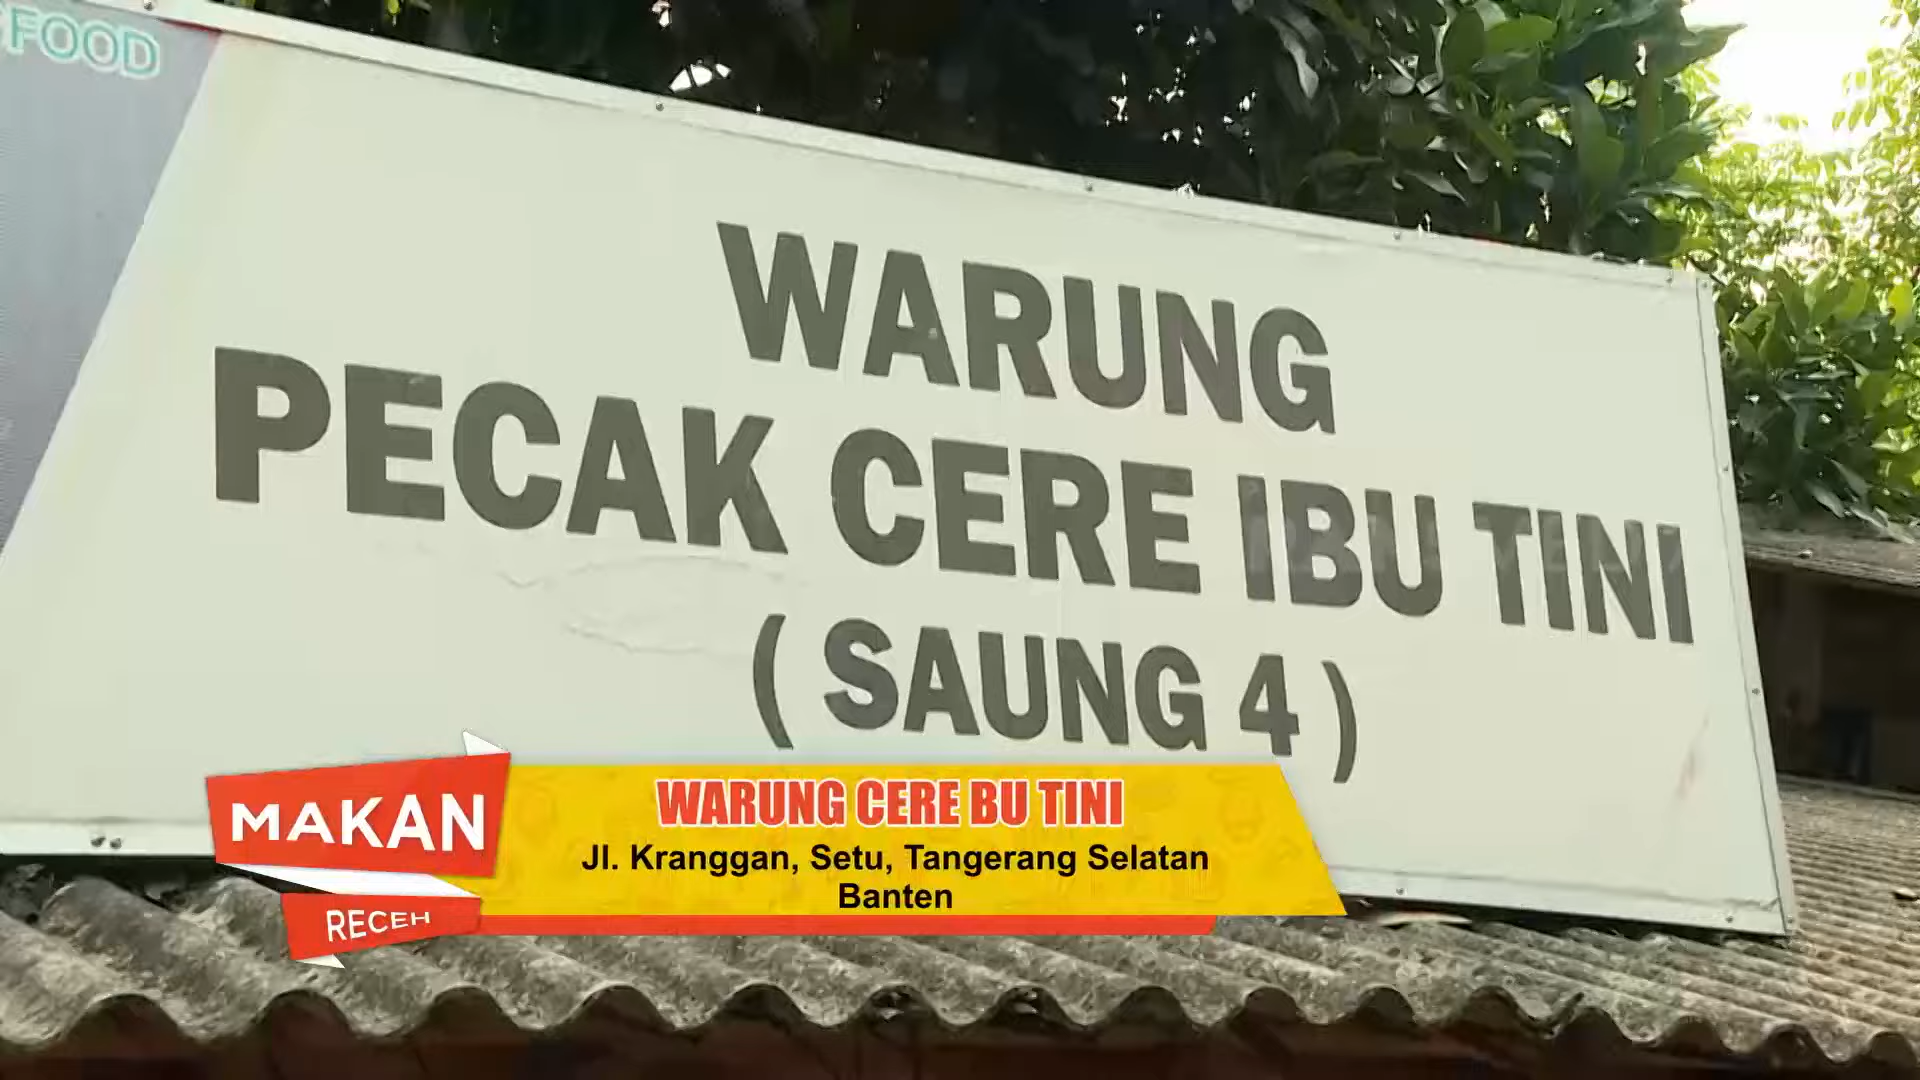 FOOD
WARUNG
PECAK CERE IBU TINI
( SAUNG 4 )
MAKAN
RECEH
WARUNG CERE BU TINI
Jl. Kranggan, Setu, Tangerang Selatan
Banten